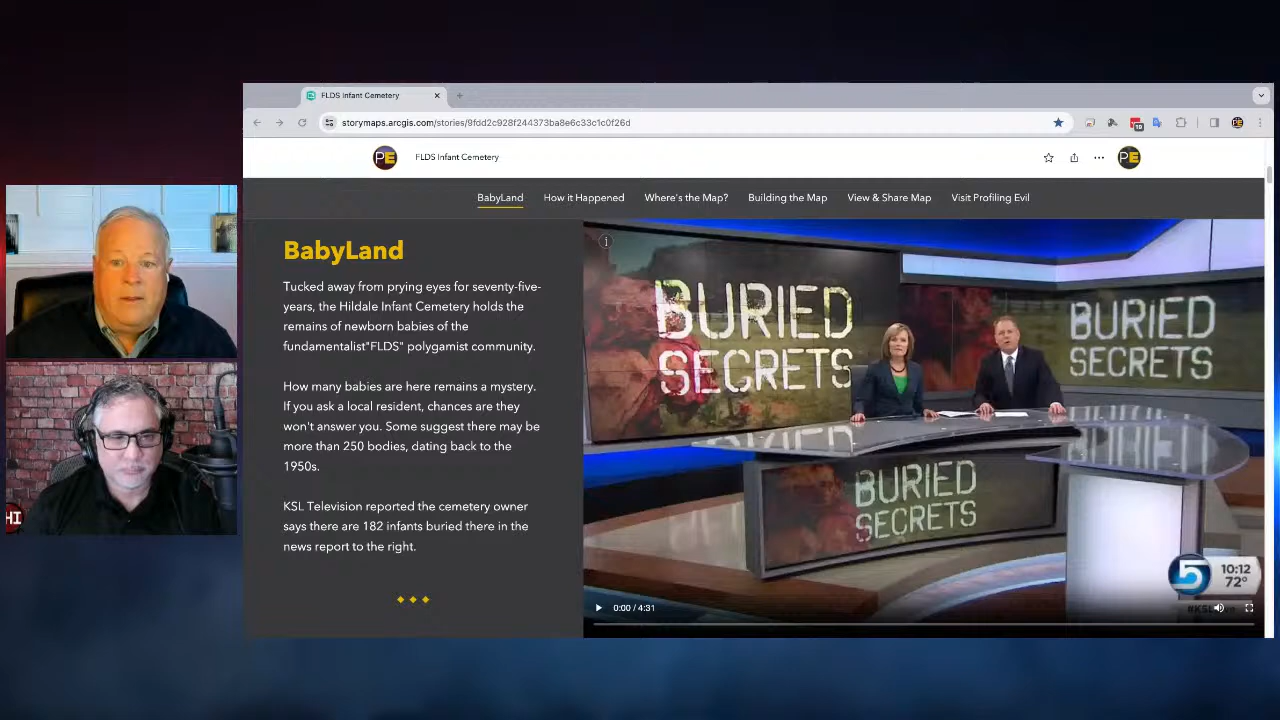 FLDS Infant Cemetery
storymaps.arcgis.com/stories/9fdd2c928f244373ba8e6c33c1c0f26d
10
PE
PE
FLDS Infant Cemetery
PE
BabyLand
How it Happened
Where's the Map?
Building the Map
View & Share Map
Visit Profiling Evil
BabyLand
Tucked away from prying eyes for seventy-five-
years, the Hildale Infant Cemetery holds the
remains of newborn babies of the
fundamentalist"FLDS" polygamist community.
How many babies are here remains a mystery.
If you ask a local resident, chances are they
won't answer you. Some suggest there may be
more than 250 bodies, dating back to the
1950s.
KSL Television reported the cemetery owner
says there are 182 infants buried there in the
news report to the right.
BURIED
SECRETS
BURIED
SECRETS
BURIED
SECRETS
5
10:12
72°
0:00 / 4:31
HI